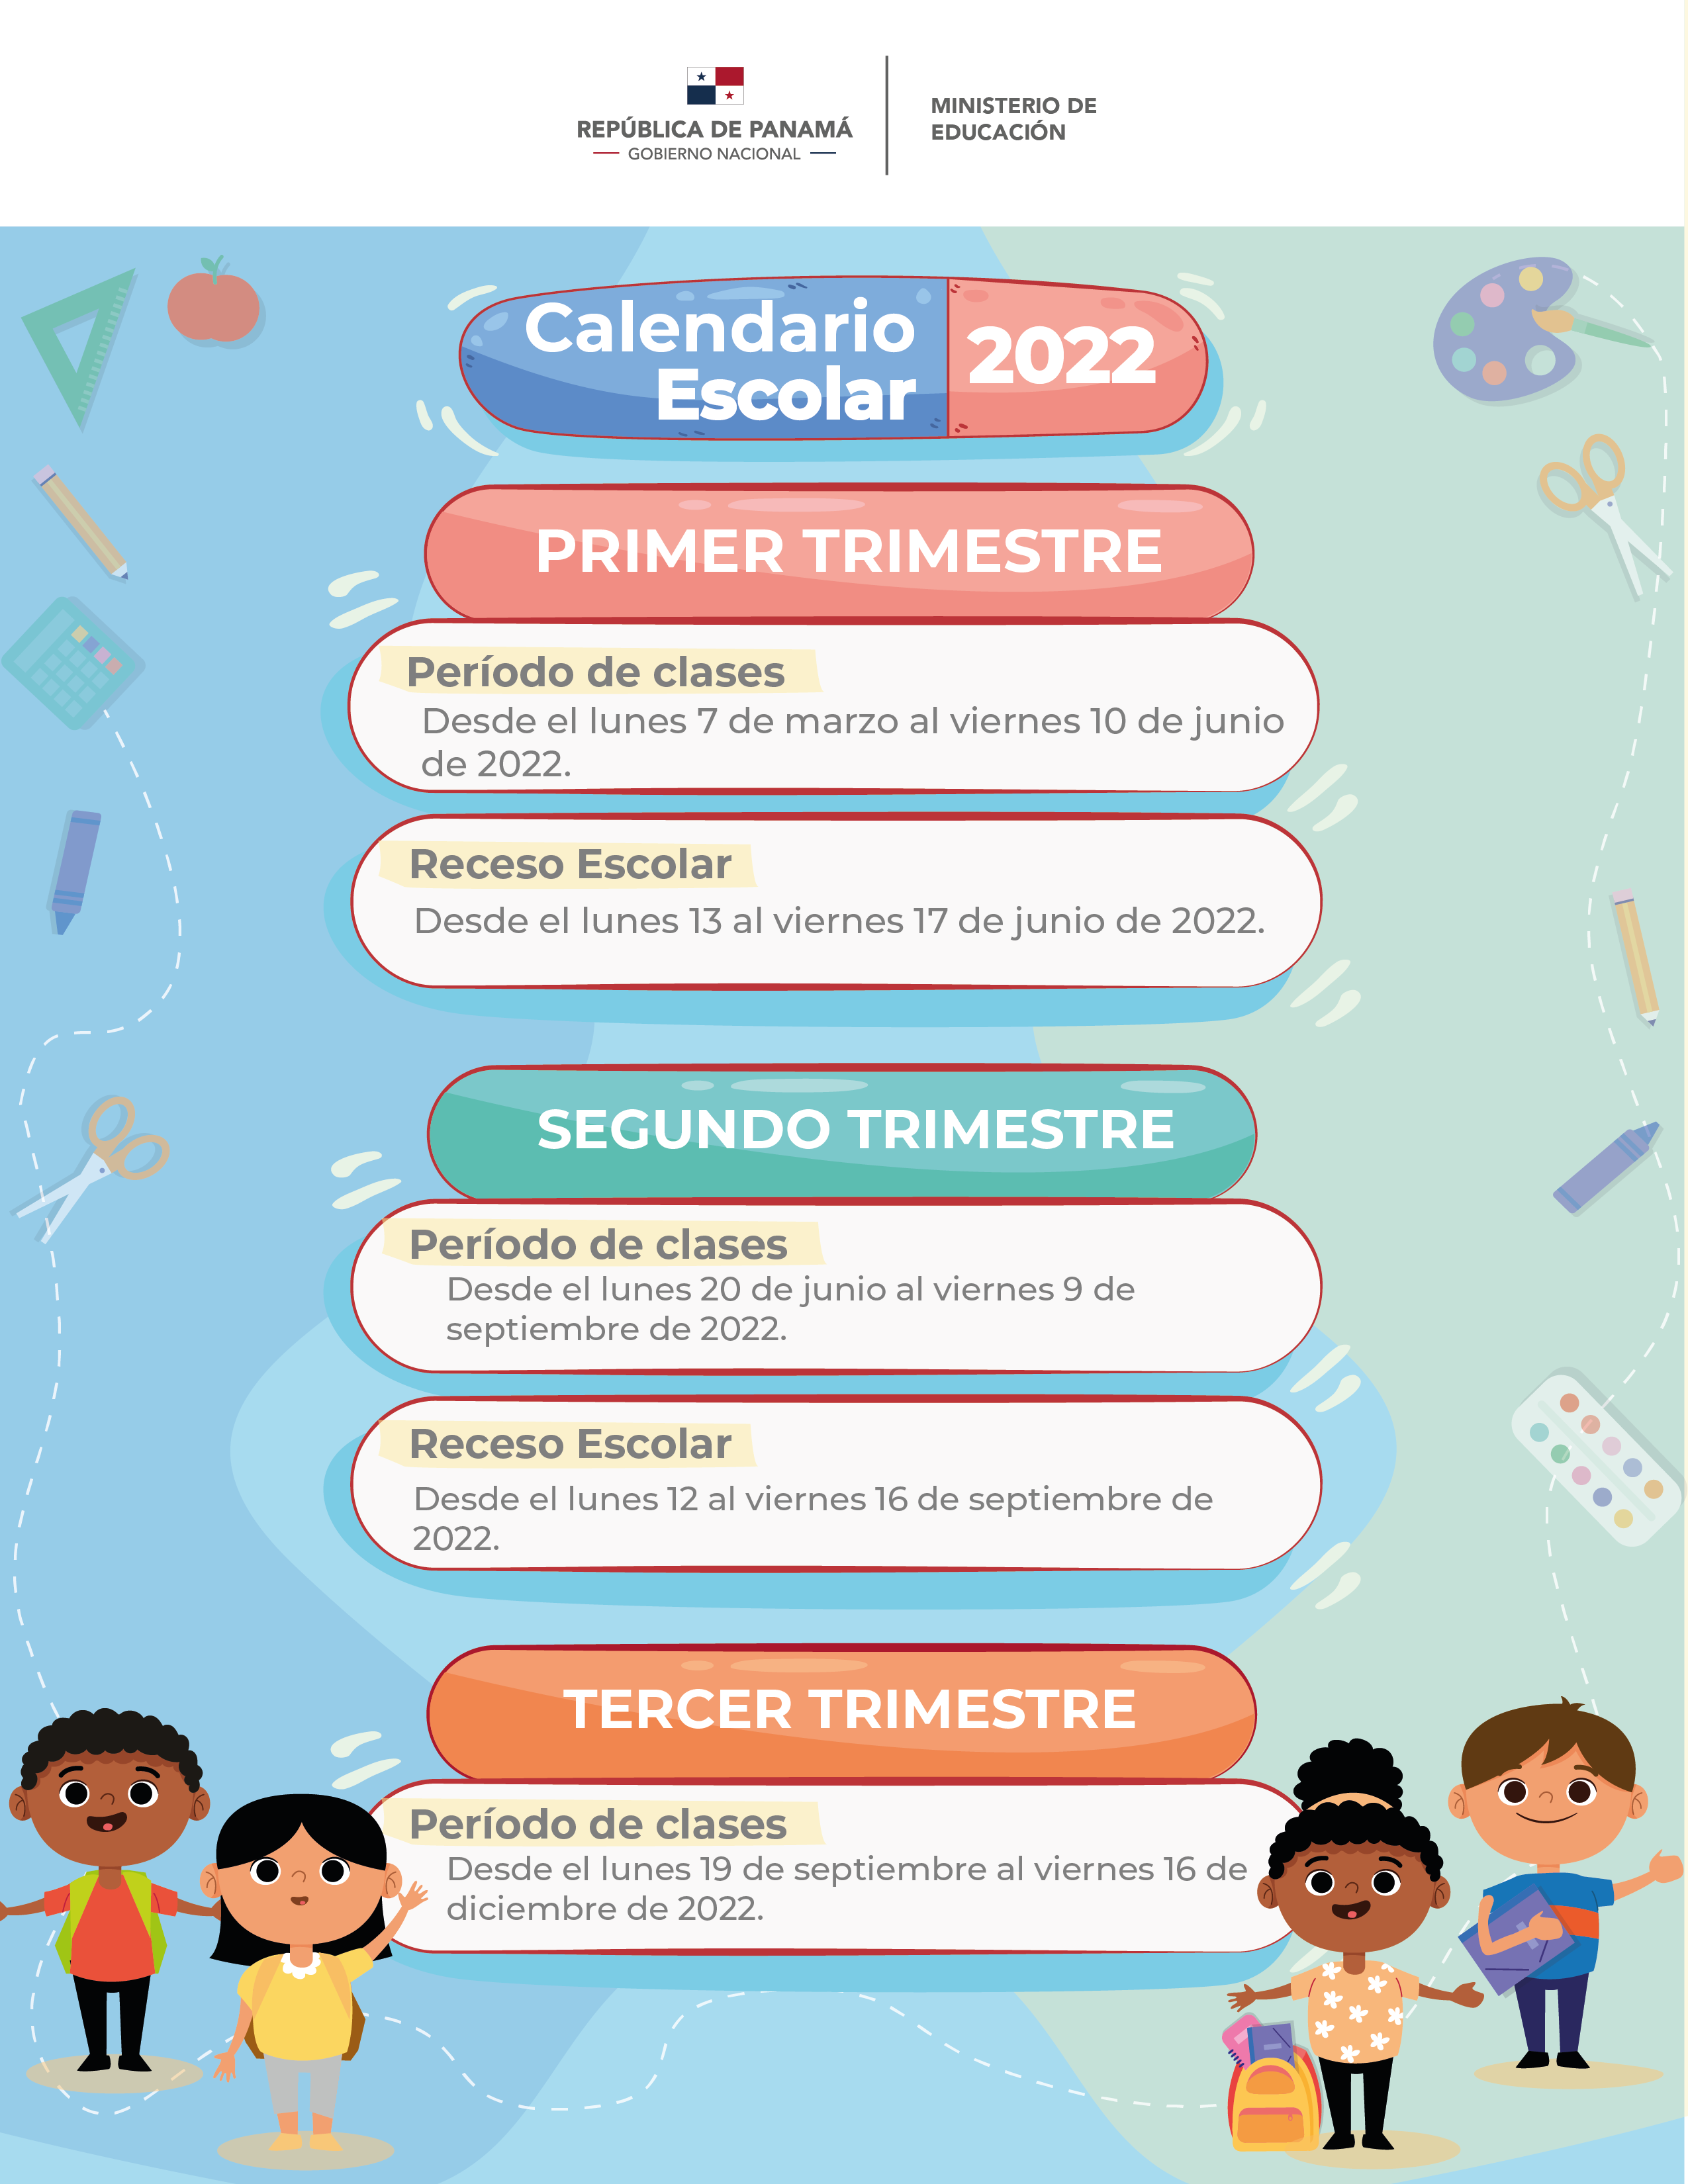 REPÚBLICA DE PANAMÁ
GOBIERNO NACIONAL
MINISTERIO DE
EDUCACIÓN
Calendario
Escolar
2022
PRIMER TRIMESTRE
Período de clases
Desde el lunes 7 de marzo al viernes 10 de junio
de 2022.
Receso Escolar
Desde el lunes 13 al viernes 17 de junio de 2022.
SEGUNDO TRIMESTRE
Período de clases
Desde el lunes 20 de junio al viernes 9 de
septiembre de 2022.
Receso Escolar
Desde el lunes 12 al viernes 16 de septiembre de
2022.
TERCER TRIMESTRE
Período de clases
Desde el lunes 19 de septiembre al viernes 16 de
diciembre de 2022.